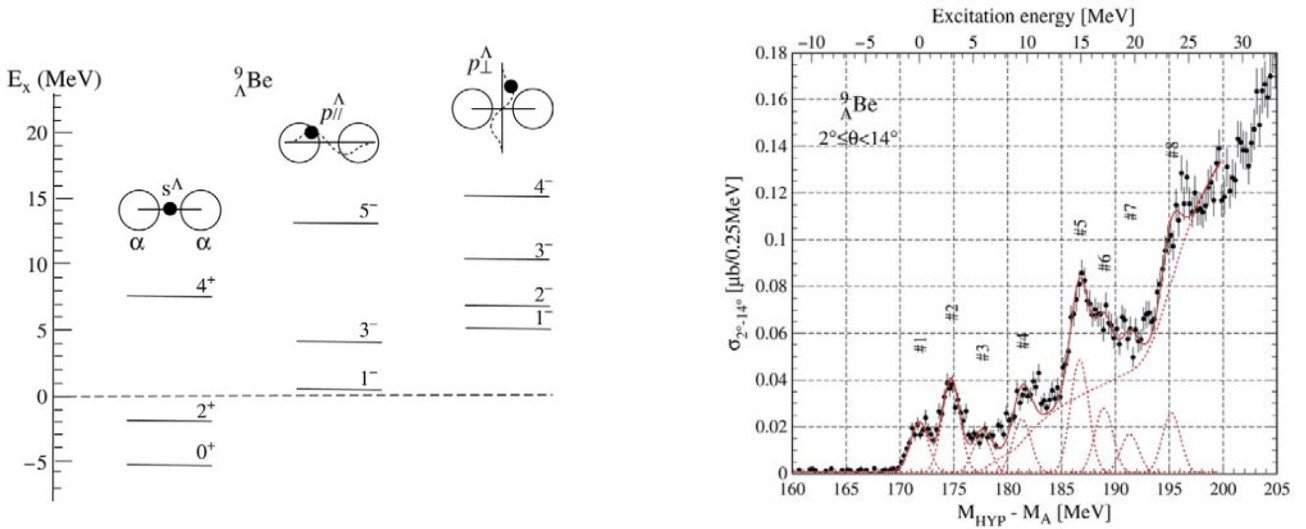 E_x (MeV)
⁹_ΛBe
s^Λ
α α
p_//^Λ
p_⊥^Λ
20
15
10
5
0
−5
4⁺
2⁺
0⁺
5⁻
3⁻
1⁻
4⁻
3⁻
2⁻
1⁻
Excitation energy [MeV]
-10 -5 0 5 10 15 20 25 30
⁹_ΛBe
2°≤θ<14°
#1 #2 #3 #4 #5 #6 #7 #8
σ_2°-14° [μb/0.25MeV]
0.18
0.16
0.14
0.12
0.1
0.08
0.06
0.04
0.02
0
160 165 170 175 180 185 190 195 200 205
M_HYP - M_A [MeV]